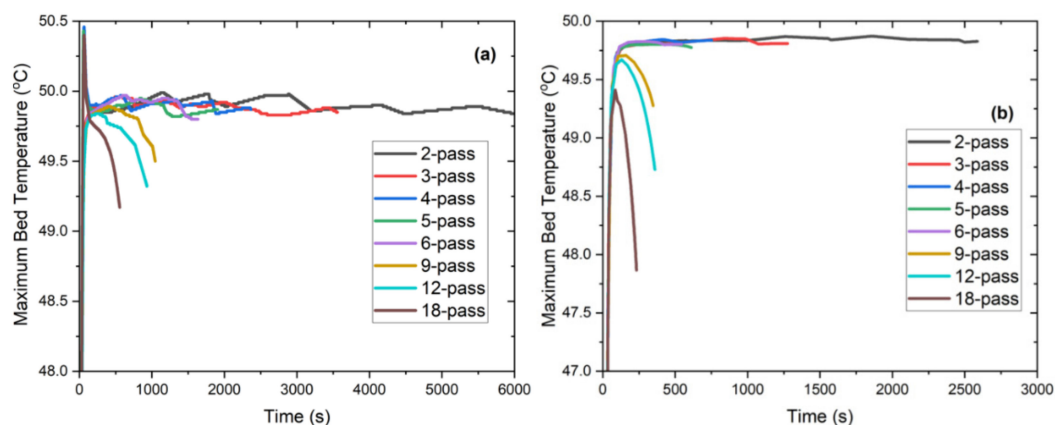 (a)
Maximum Bed Temperature (°C)
50.5
50.0
49.5
49.0
48.5
48.0
2-pass
3-pass
4-pass
5-pass
6-pass
9-pass
12-pass
18-pass
0 1000 2000 3000 4000 5000 6000
Time (s)
(b)
Maximum Bed Temperature (°C)
50.0
49.5
49.0
48.5
48.0
47.5
47.0
2-pass
3-pass
4-pass
5-pass
6-pass
9-pass
12-pass
18-pass
0 500 1000 1500 2000 2500 3000
Time (s)